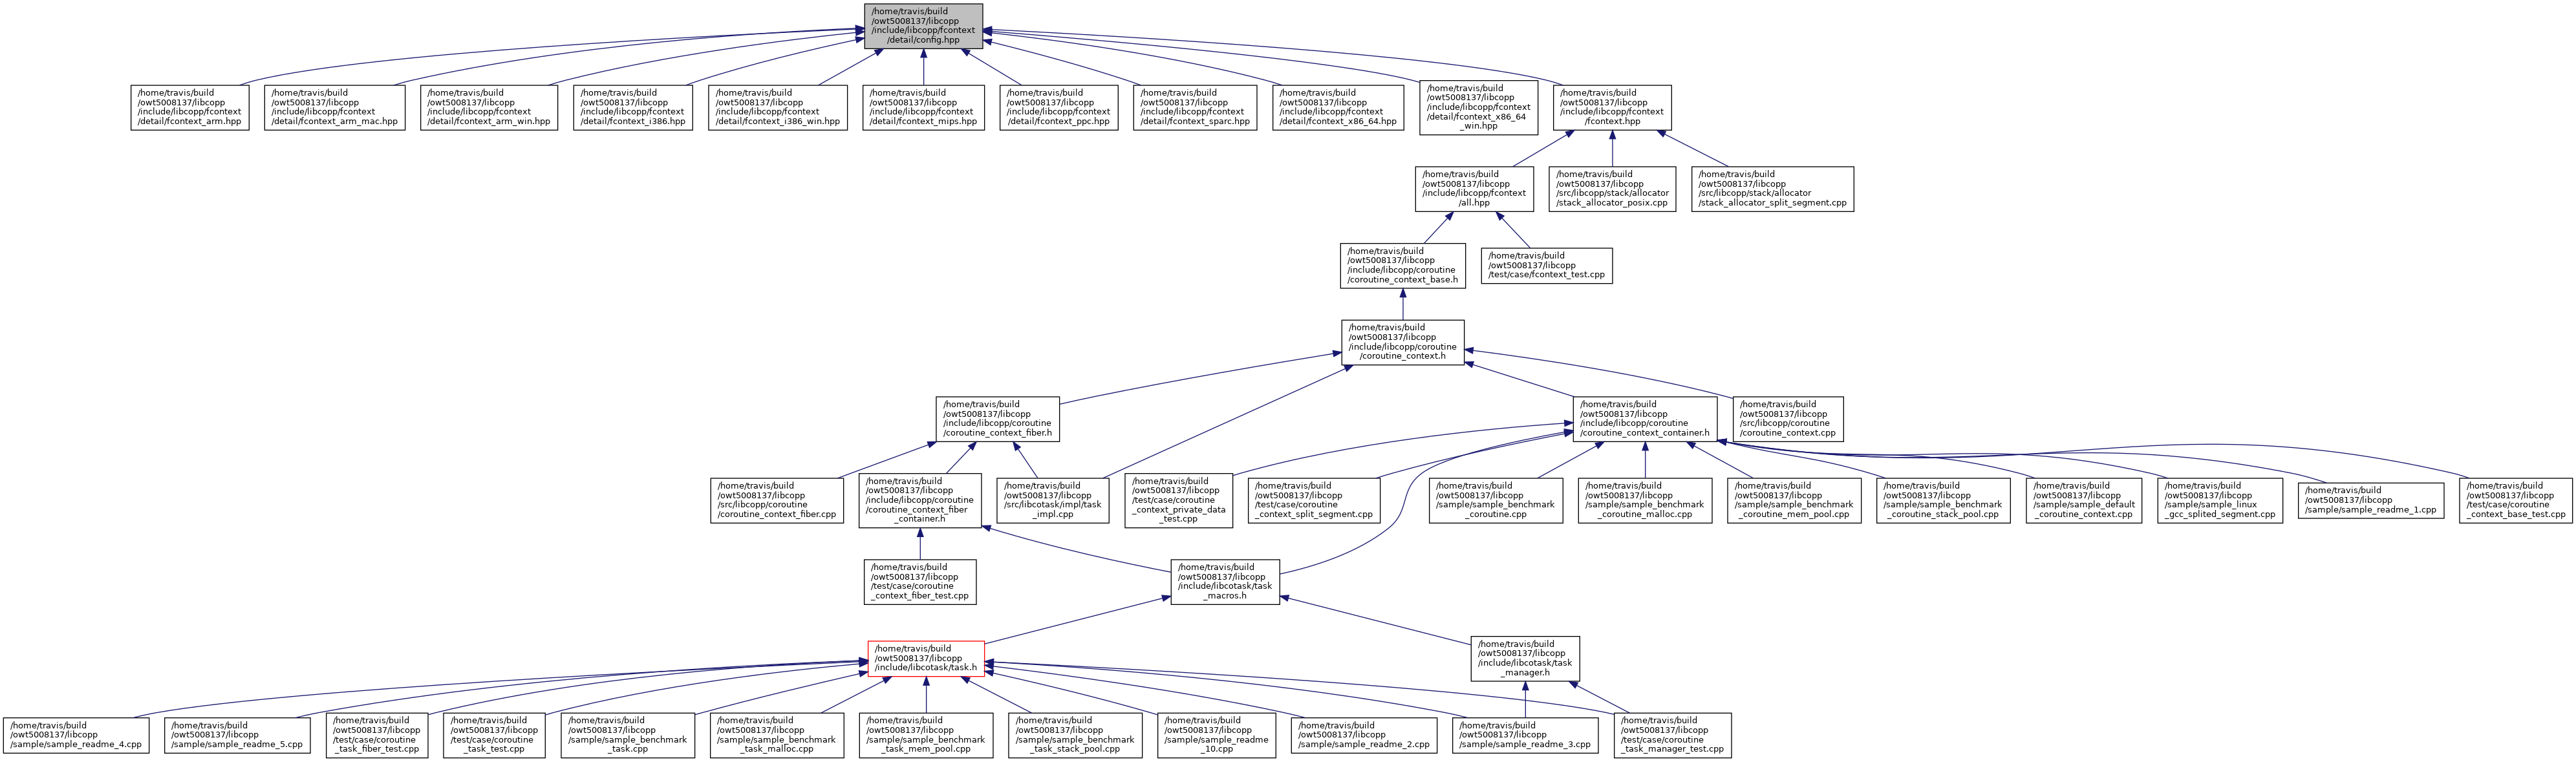 /home/travis/build
/owt5008137/libcopp
/include/libcopp/fcontext
/detail/config.hpp
/home/travis/build
/owt5008137/libcopp
/include/libcopp/fcontext
/detail/fcontext_arm.hpp
/home/travis/build
/owt5008137/libcopp
/include/libcopp/fcontext
/detail/fcontext_arm_mac.hpp
/home/travis/build
/owt5008137/libcopp
/include/libcopp/fcontext
/detail/fcontext_arm_win.hpp
/home/travis/build
/owt5008137/libcopp
/include/libcopp/fcontext
/detail/fcontext_i386.hpp
/home/travis/build
/owt5008137/libcopp
/include/libcopp/fcontext
/detail/fcontext_i386_win.hpp
/home/travis/build
/owt5008137/libcopp
/include/libcopp/fcontext
/detail/fcontext_mips.hpp
/home/travis/build
/owt5008137/libcopp
/include/libcopp/fcontext
/detail/fcontext_ppc.hpp
/home/travis/build
/owt5008137/libcopp
/include/libcopp/fcontext
/detail/fcontext_sparc.hpp
/home/travis/build
/owt5008137/libcopp
/include/libcopp/fcontext
/detail/fcontext_x86_64.hpp
/home/travis/build
/owt5008137/libcopp
/include/libcopp/fcontext
/detail/fcontext_x86_64
_win.hpp
/home/travis/build
/owt5008137/libcopp
/include/libcopp/fcontext
/fcontext.hpp
/home/travis/build
/owt5008137/libcopp
/include/libcopp/fcontext
/all.hpp
/home/travis/build
/owt5008137/libcopp
/src/libcopp/stack/allocator
/stack_allocator_posix.cpp
/home/travis/build
/owt5008137/libcopp
/src/libcopp/stack/allocator
/stack_allocator_split_segment.cpp
/home/travis/build
/owt5008137/libcopp
/include/libcopp/coroutine
/coroutine_context_base.h
/home/travis/build
/owt5008137/libcopp
/test/case/fcontext_test.cpp
/home/travis/build
/owt5008137/libcopp
/include/libcopp/coroutine
/coroutine_context.h
/home/travis/build
/owt5008137/libcopp
/include/libcopp/coroutine
/coroutine_context_fiber.h
/home/travis/build
/owt5008137/libcopp
/include/libcopp/coroutine
/coroutine_context_container.h
/home/travis/build
/owt5008137/libcopp
/src/libcopp/coroutine
/coroutine_context.cpp
/home/travis/build
/owt5008137/libcopp
/src/libcopp/coroutine
/coroutine_context_fiber.cpp
/home/travis/build
/owt5008137/libcopp
/include/libcopp/coroutine
/coroutine_context_fiber
_container.h
/home/travis/build
/owt5008137/libcopp
/src/libcotask/impl/task
_impl.cpp
/home/travis/build
/owt5008137/libcopp
/test/case/coroutine
_context_private_data
_test.cpp
/home/travis/build
/owt5008137/libcopp
/test/case/coroutine
_context_split_segment.cpp
/home/travis/build
/owt5008137/libcopp
/sample/sample_benchmark
_coroutine.cpp
/home/travis/build
/owt5008137/libcopp
/sample/sample_benchmark
_coroutine_malloc.cpp
/home/travis/build
/owt5008137/libcopp
/sample/sample_benchmark
_coroutine_mem_pool.cpp
/home/travis/build
/owt5008137/libcopp
/sample/sample_benchmark
_coroutine_stack_pool.cpp
/home/travis/build
/owt5008137/libcopp
/sample/sample_default
_coroutine_context.cpp
/home/travis/build
/owt5008137/libcopp
/sample/sample_linux
_gcc_splited_segment.cpp
/home/travis/build
/owt5008137/libcopp
/sample/sample_readme_1.cpp
/home/travis/build
/owt5008137/libcopp
/test/case/coroutine
_context_base_test.cpp
/home/travis/build
/owt5008137/libcopp
/test/case/coroutine
_context_fiber_test.cpp
/home/travis/build
/owt5008137/libcopp
/include/libcotask/task
_macros.h
/home/travis/build
/owt5008137/libcopp
/include/libcotask/task.h
/home/travis/build
/owt5008137/libcopp
/include/libcotask/task
_manager.h
/home/travis/build
/owt5008137/libcopp
/sample/sample_readme_4.cpp
/home/travis/build
/owt5008137/libcopp
/sample/sample_readme_5.cpp
/home/travis/build
/owt5008137/libcopp
/test/case/coroutine
_task_fiber_test.cpp
/home/travis/build
/owt5008137/libcopp
/test/case/coroutine
_task_test.cpp
/home/travis/build
/owt5008137/libcopp
/sample/sample_benchmark
_task.cpp
/home/travis/build
/owt5008137/libcopp
/sample/sample_benchmark
_task_malloc.cpp
/home/travis/build
/owt5008137/libcopp
/sample/sample_benchmark
_task_mem_pool.cpp
/home/travis/build
/owt5008137/libcopp
/sample/sample_benchmark
_task_stack_pool.cpp
/home/travis/build
/owt5008137/libcopp
/sample/sample_readme
_10.cpp
/home/travis/build
/owt5008137/libcopp
/sample/sample_readme_2.cpp
/home/travis/build
/owt5008137/libcopp
/sample/sample_readme_3.cpp
/home/travis/build
/owt5008137/libcopp
/test/case/coroutine
_task_manager_test.cpp